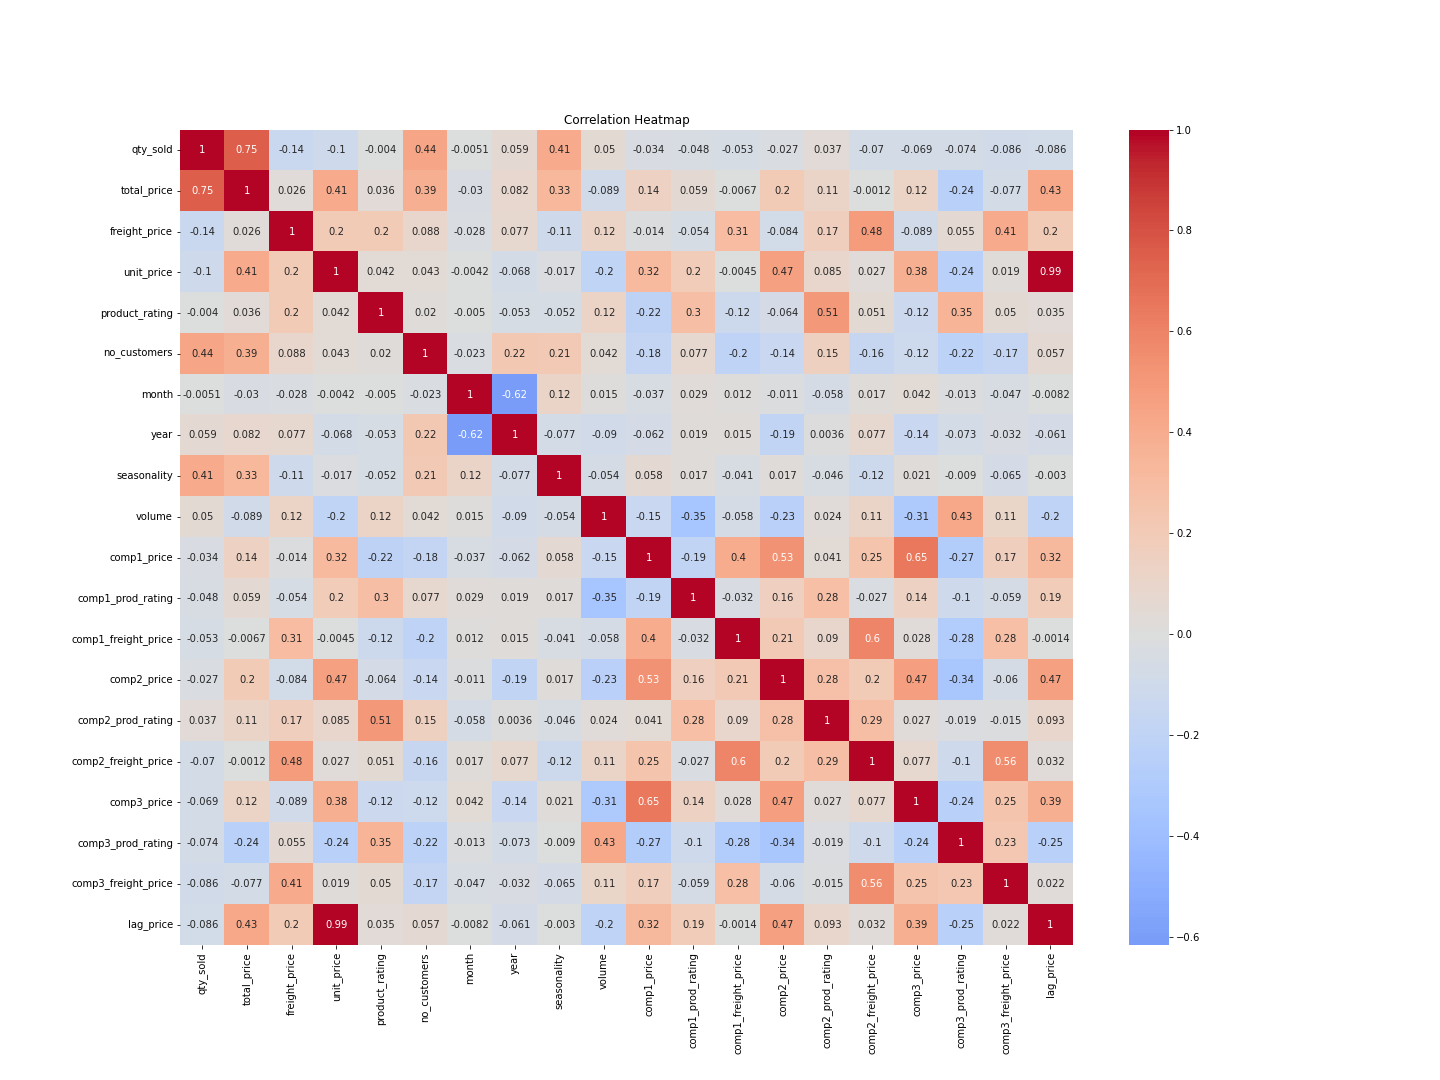 Correlation Heatmap
qty_sold 1 0.75 -0.14 -0.1 -0.004 0.44 -0.0051 0.059 0.41 0.05 -0.034 -0.048 -0.053 -0.027 0.037 -0.07 -0.069 -0.074 -0.086 -0.086
total_price 0.75 1 0.026 0.41 0.036 0.39 -0.03 0.082 0.33 -0.089 0.14 0.059 -0.0067 0.2 0.11 -0.0012 0.12 -0.24 -0.077 0.43
freight_price -0.14 0.026 1 0.2 0.2 0.088 -0.028 0.077 -0.11 0.12 -0.014 -0.054 0.31 -0.084 0.17 0.48 -0.089 0.055 0.41 0.2
unit_price -0.1 0.41 0.2 1 0.042 0.043 -0.0042 -0.068 -0.017 -0.2 0.32 0.2 -0.0045 0.47 0.085 0.027 0.38 -0.24 0.019 0.99
product_rating -0.004 0.036 0.2 0.042 1 0.02 -0.005 -0.053 -0.052 0.12 -0.22 0.3 -0.12 -0.064 0.51 0.051 -0.12 0.35 0.05 0.035
no_customers 0.44 0.39 0.088 0.043 0.02 1 -0.023 0.22 0.21 0.042 -0.18 0.077 -0.2 -0.14 0.15 -0.16 -0.12 -0.22 -0.17 0.057
month -0.0051 -0.03 -0.028 -0.0042 -0.005 -0.023 1 -0.62 0.12 0.015 -0.037 0.029 0.012 -0.011 -0.058 0.017 0.042 -0.013 -0.047 -0.0082
year 0.059 0.082 0.077 -0.068 -0.053 0.22 -0.62 1 -0.077 -0.09 -0.062 0.019 0.015 -0.19 0.0036 0.077 -0.14 -0.073 -0.032 -0.061
seasonality 0.41 0.33 -0.11 -0.017 -0.052 0.21 0.12 -0.077 1 -0.054 0.058 0.017 -0.041 0.017 -0.046 -0.12 0.021 -0.009 -0.065 -0.003
volume 0.05 -0.089 0.12 -0.2 0.12 0.042 0.015 -0.09 -0.054 1 -0.15 -0.35 -0.058 -0.23 0.024 0.11 -0.31 0.43 0.11 -0.2
comp1_price -0.034 0.14 -0.014 0.32 -0.22 -0.18 -0.037 -0.062 0.058 -0.15 1 -0.19 0.4 0.53 0.041 0.25 0.65 -0.27 0.17 0.32
comp1_prod_rating -0.048 0.059 -0.054 0.2 0.3 0.077 0.029 0.019 0.017 -0.35 -0.19 1 -0.032 0.16 0.28 -0.027 0.14 -0.1 -0.059 0.19
comp1_freight_price -0.053 -0.0067 0.31 -0.0045 -0.12 -0.2 0.012 0.015 -0.041 -0.058 0.4 -0.032 1 0.21 0.09 0.6 0.028 -0.28 0.28 -0.0014
comp2_price -0.027 0.2 -0.084 0.47 -0.064 -0.14 -0.011 -0.19 0.017 -0.23 0.53 0.16 0.21 1 0.28 0.2 0.47 -0.34 -0.06 0.47
comp2_prod_rating 0.037 0.11 0.17 0.085 0.51 0.15 -0.058 0.0036 -0.046 0.024 0.041 0.28 0.09 0.28 1 0.29 0.027 -0.019 -0.015 0.093
comp2_freight_price -0.07 -0.0012 0.48 0.027 0.051 -0.16 0.017 0.077 -0.12 0.11 0.25 -0.027 0.6 0.2 0.29 1 0.077 -0.1 0.56 0.032
comp3_price -0.069 0.12 -0.089 0.38 -0.12 -0.12 0.042 -0.14 0.021 -0.31 0.65 0.14 0.028 0.47 0.027 0.077 1 -0.24 0.25 0.39
comp3_prod_rating -0.074 -0.24 0.055 -0.24 0.35 -0.22 -0.013 -0.073 -0.009 0.43 -0.27 -0.1 -0.28 -0.34 -0.019 -0.1 -0.24 1 0.23 -0.25
comp3_freight_price -0.086 -0.077 0.41 0.019 0.05 -0.17 -0.047 -0.032 -0.065 0.11 0.17 -0.059 0.28 -0.06 -0.015 0.56 0.25 0.23 1 0.022
lag_price -0.086 0.43 0.2 0.99 0.035 0.057 -0.0082 -0.061 -0.003 -0.2 0.32 0.19 -0.0014 0.47 0.093 0.032 0.39 -0.25 0.022 1
qty_sold
total_price
freight_price
unit_price
product_rating
no_customers
month
year
seasonality
volume
comp1_price
comp1_prod_rating
comp1_freight_price
comp2_price
comp2_prod_rating
comp2_freight_price
comp3_price
comp3_prod_rating
comp3_freight_price
lag_price
1.0
0.8
0.6
0.4
0.2
0.0
−0.2
−0.4
−0.6